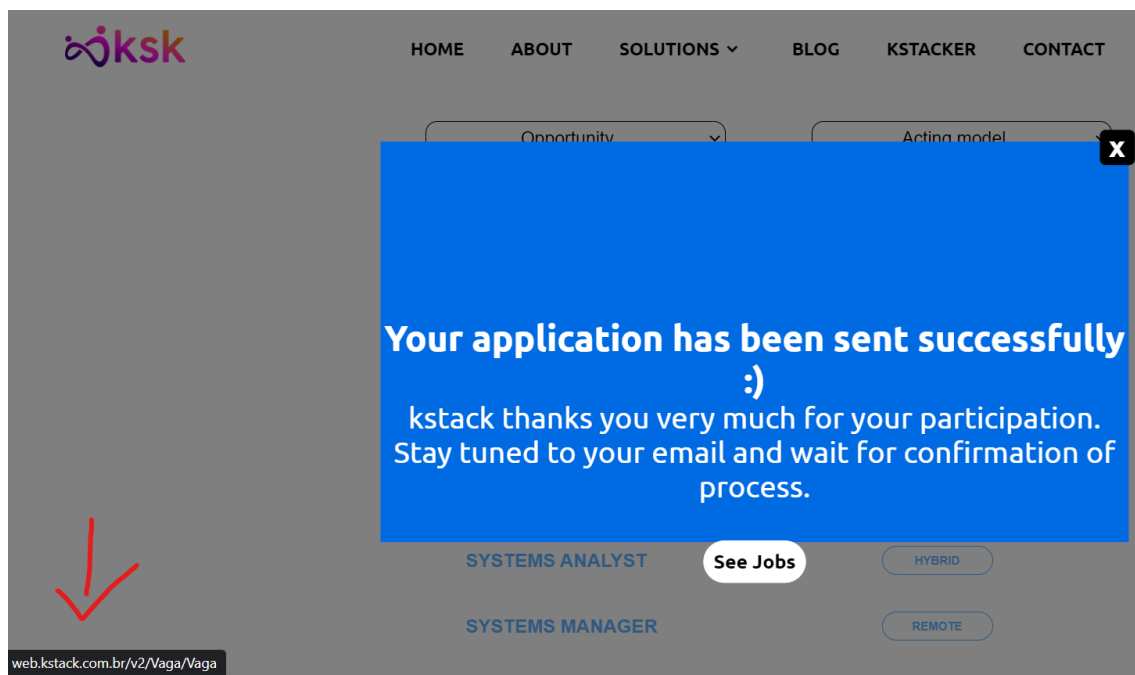 ksk
HOME ABOUT SOLUTIONS BLOG KSTACKER CONTACT
Opportunity Acting model
X
Your application has been sent successfully
:)
kstack thanks you very much for your participation.
Stay tuned to your email and wait for confirmation of
process.
SYSTEMS ANALYST See Jobs HYBRID
SYSTEMS MANAGER REMOTE
web.kstack.com.br/v2/Vaga/Vaga